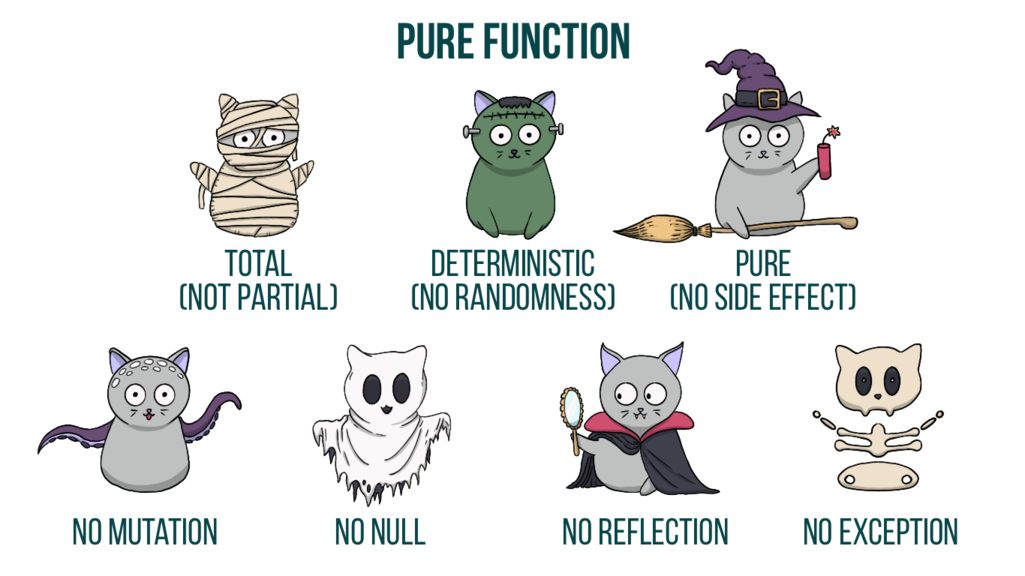 PURE FUNCTION
TOTAL
(NOT PARTIAL)
DETERMINISTIC
(NO RANDOMNESS)
PURE
(NO SIDE EFFECT)
NO MUTATION
NO NULL
NO REFLECTION
NO EXCEPTION